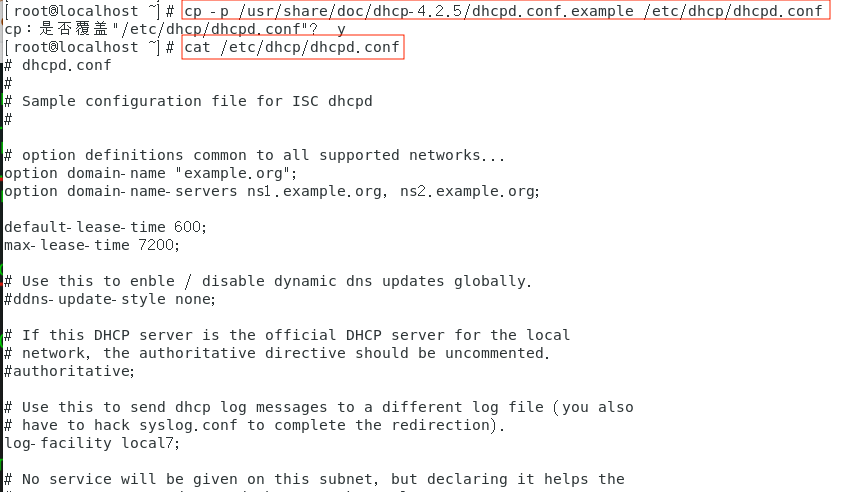 [root@localhost ~]# cp -p /usr/share/doc/dhcp-4.2.5/dhcpd.conf.example /etc/dhcp/dhcpd.conf
cp：是否覆盖"/etc/dhcp/dhcpd.conf"？ y
[root@localhost ~]# cat /etc/dhcp/dhcpd.conf
# dhcpd.conf
#
# Sample configuration file for ISC dhcpd
#
# option definitions common to all supported networks...
option domain-name "example.org";
option domain-name-servers ns1.example.org, ns2.example.org;
default-lease-time 600;
max-lease-time 7200;
# Use this to enble / disable dynamic dns updates globally.
#ddns-update-style none;
# If this DHCP server is the official DHCP server for the local
# network, the authoritative directive should be uncommented.
#authoritative;
# Use this to send dhcp log messages to a different log file (you also
# have to hack syslog.conf to complete the redirection).
log-facility local7;
# No service will be given on this subnet, but declaring it helps the